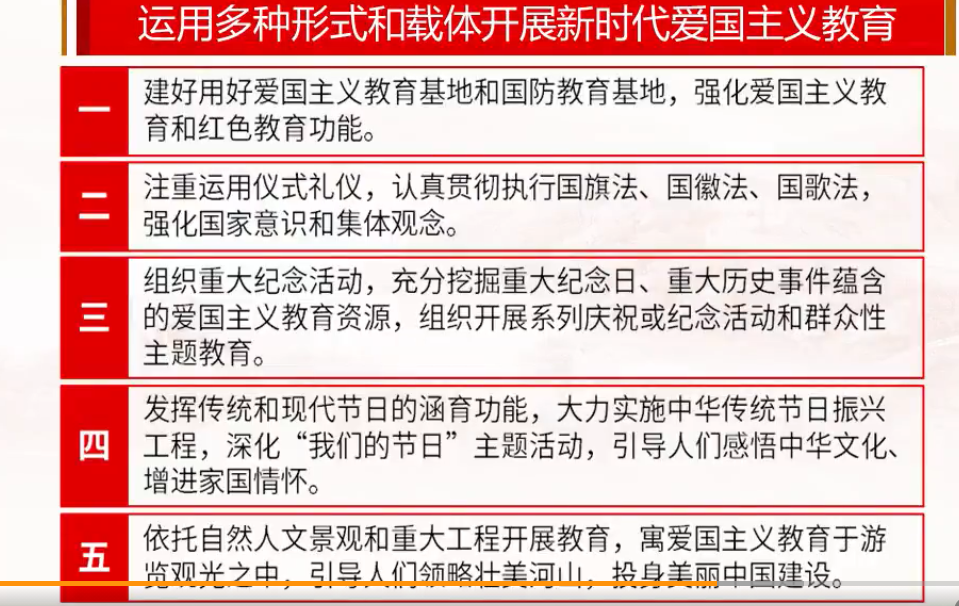 运用多种形式和载体开展新时代爱国主义教育
一
建好用好爱国主义教育基地和国防教育基地，强化爱国主义教
育和红色教育功能。
二
注重运用仪式礼仪，认真贯彻执行国旗法、国徽法、国歌法，
强化国家意识和集体观念。
三
组织重大纪念活动，充分挖掘重大纪念日、重大历史事件蕴含
的爱国主义教育资源，组织开展系列庆祝或纪念活动和群众性
主题教育。
四
发挥传统和现代节日的涵育功能，大力实施中华传统节日振兴
工程，深化“我们的节日”主题活动，引导人们感悟中华文化、
增进家国情怀。
五
依托自然人文景观和重大工程开展教育，寓爱国主义教育于游
览观光之中，引导人们领略壮美河山，投身美丽中国建设。